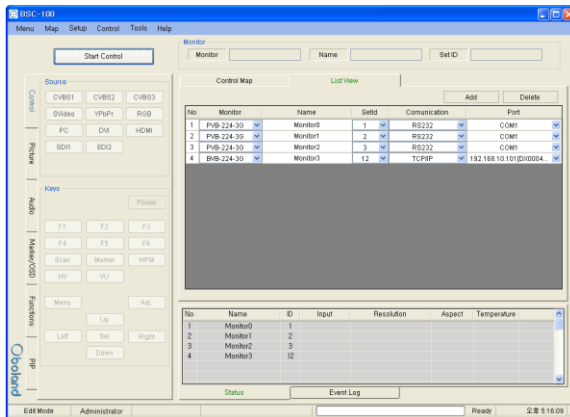 BSC-100
Menu Map Setup Control Tools Help
Start Control
Monitor
Monitor Name Set ID
Control Map List View
Add Delete
No Monitor Name SetId Comunication Port
1 PVB-224-3G Monitor0 1 RS232 COM1
2 PVB-224-3G Monitor1 2 RS232 COM1
3 PVB-224-3G Monitor2 3 RS232 COM1
4 BVB-224-3G Monitor3 12 TCP/IP 192.168.10.101[DX0004...
Control
Picture
Audio
Marker/OSD
Functions
PIP
Source
CVBS1 CVBS2 CVBS3
SVideo YPbPr RGB
PC DVI HDMI
SDI1 SDI2
Keys
Power
F1 F2 F3
F4 F5 F6
Scan Marker WFM
HV VU
Menu Adj.
Up
Left Sel Right
Down
boland
No Name ID Input Resolution Aspect Temperature
1 Monitor0 1
2 Monitor1 2
3 Monitor2 3
4 Monitor3 12
Status Event Log
Edit Mode Administrator Ready 오후 5:16:09